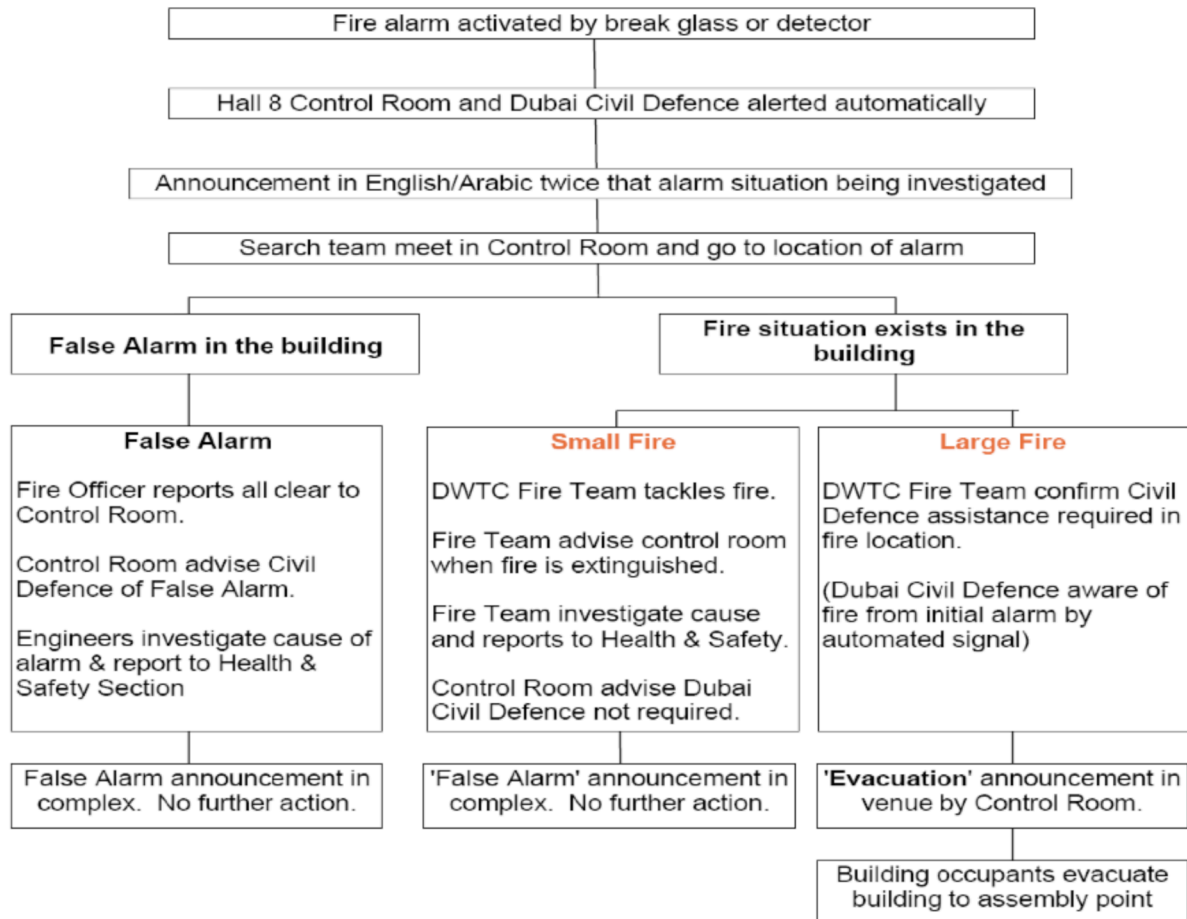 Fire alarm activated by break glass or detector
Hall 8 Control Room and Dubai Civil Defence alerted automatically
Announcement in English/Arabic twice that alarm situation being investigated
Search team meet in Control Room and go to location of alarm
False Alarm in the building
Fire situation exists in the
building
False Alarm
Fire Officer reports all clear to
Control Room.
Control Room advise Civil
Defence of False Alarm.
Engineers investigate cause of
alarm & report to Health &
Safety Section
False Alarm announcement in
complex.  No further action.
Small Fire
DWTC Fire Team tackles fire.
Fire Team advise control room
when fire is extinguished.
Fire Team investigate cause
and reports to Health & Safety.
Control Room advise Dubai
Civil Defence not required.
'False Alarm' announcement in
complex.  No further action.
Large Fire
DWTC Fire Team confirm Civil
Defence assistance required in
fire location.
(Dubai Civil Defence aware of
fire from initial alarm by
automated signal)
'Evacuation' announcement in
venue by Control Room.
Building occupants evacuate
building to assembly point